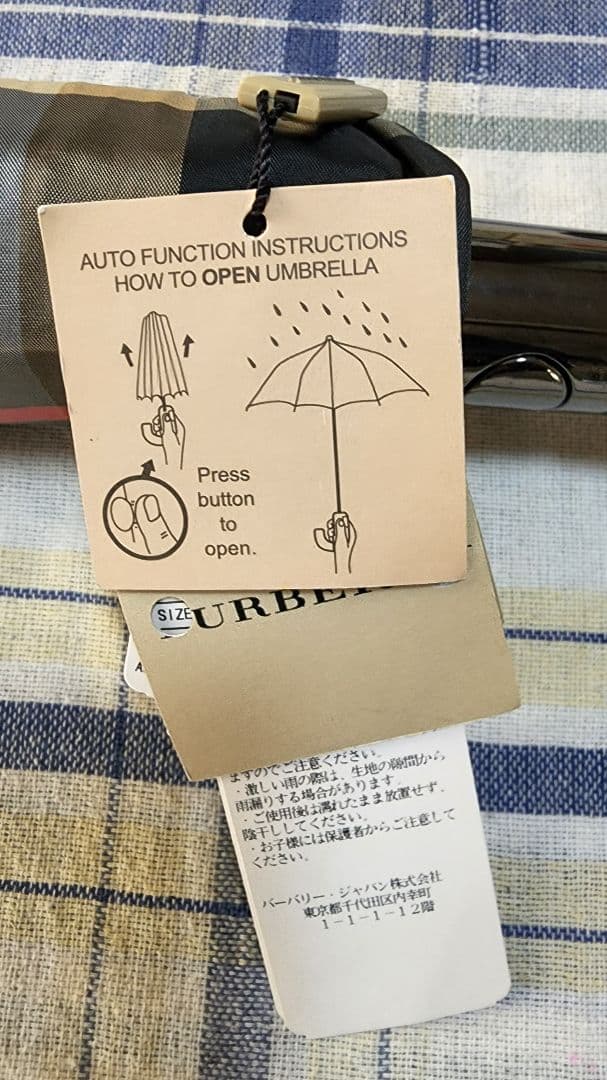 AUTO FUNCTION INSTRUCTIONS
HOW TO OPEN UMBRELLA
Press
button
to
open.
SIZE
URBER
A
ますのでご注意ください。
・激しい雨の際は、生地の隙間から
雨漏りする場合があります。
・ご使用後は濡れたまま放置せず、
陰干ししてください。
・お子様には保護者からご注意して
ください。
バーバリー・ジャパン株式会社
東京都千代田区内幸町
１－１－１－１２階